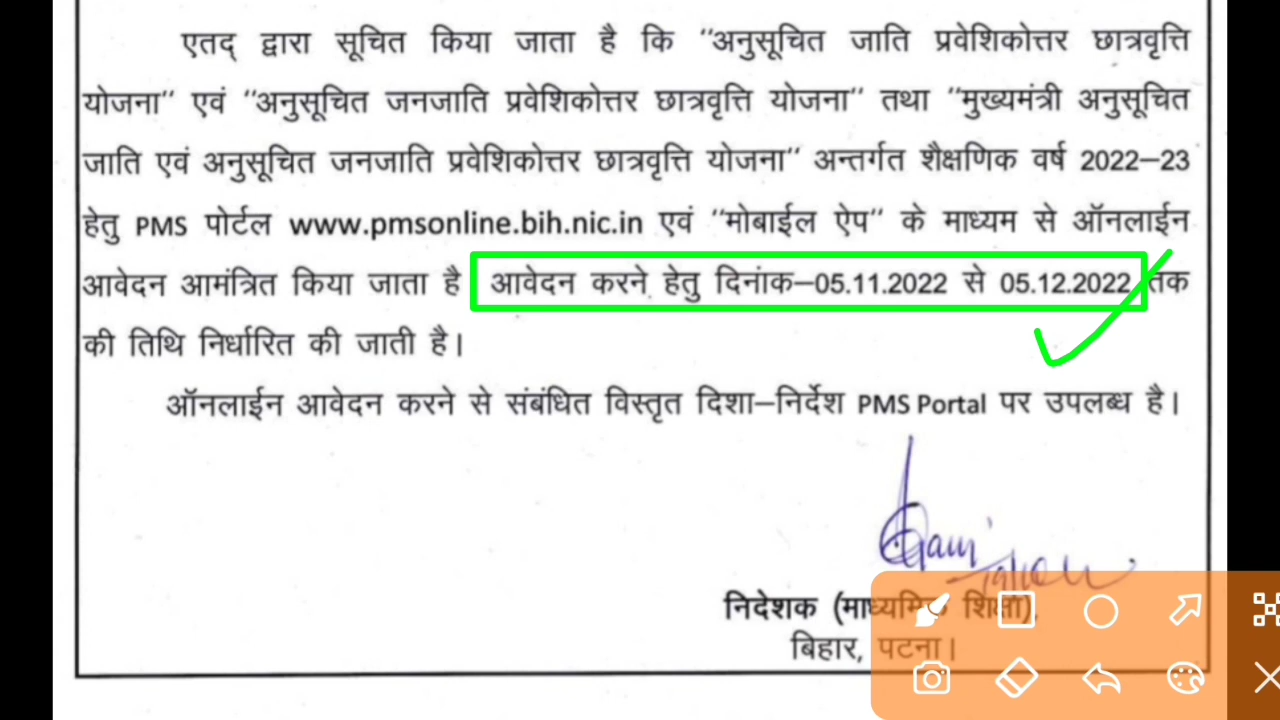 एतद् द्वारा सूचित किया जाता है कि "अनुसूचित जाति प्रवेशिकोत्तर छात्रवृत्ति
योजना" एवं "अनुसूचित जनजाति प्रवेशिकोत्तर छात्रवृत्ति योजना" तथा "मुख्यमंत्री अनुसूचित
जाति एवं अनुसूचित जनजाति प्रवेशिकोत्तर छात्रवृत्ति योजना" अन्तर्गत शैक्षणिक वर्ष 2022–23
हेतु PMS पोर्टल www.pmsonline.bih.nic.in एवं "मोबाईल ऐप" के माध्यम से ऑनलाईन
आवेदन आमंत्रित किया जाता है आवेदन करने हेतु दिनांक–05.11.2022 से 05.12.2022 तक
की तिथि निर्धारित की जाती है।
ऑनलाईन आवेदन करने से संबंधित विस्तृत दिशा–निर्देश PMS Portal पर उपलब्ध है।
निदेशक (माध्यमिक शिक्षा),
बिहार, पटना।